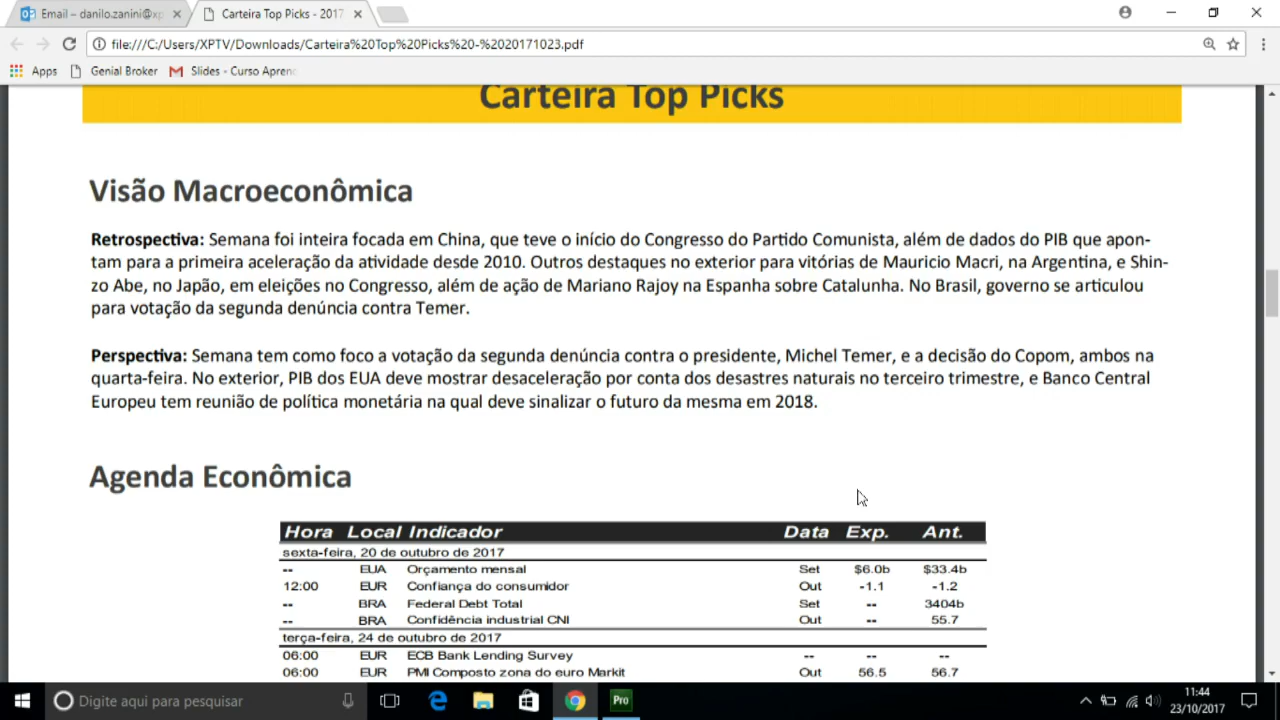 Email – danilo.zanini@xp
Carteira Top Picks - 2017
file:///C:/Users/XPTV/Downloads/Carteira%20Top%20Picks%20-%2020171023.pdf
Apps Genial Broker Slides - Curso Apren
Carteira Top Picks
Visão Macroeconômica
Retrospectiva: Semana foi inteira focada em China, que teve o início do Congresso do Partido Comunista, além de dados do PIB que apon-
tam para a primeira aceleração da atividade desde 2010. Outros destaques no exterior para vitórias de Mauricio Macri, na Argentina, e Shin-
zo Abe, no Japão, em eleições no Congresso, além de ação de Mariano Rajoy na Espanha sobre Catalunha. No Brasil, governo se articulou
para votação da segunda denúncia contra Temer.
Perspectiva: Semana tem como foco a votação da segunda denúncia contra o presidente, Michel Temer, e a decisão do Copom, ambos na
quarta-feira. No exterior, PIB dos EUA deve mostrar desaceleração por conta dos desastres naturais no terceiro trimestre, e Banco Central
Europeu tem reunião de política monetária na qual deve sinalizar o futuro da mesma em 2018.
Agenda Econômica
Hora Local Indicador Data Exp. Ant.
sexta-feira, 20 de outubro de 2017
-- EUA Orçamento mensal Set $6.0b $33.4b
12:00 EUR Confiança do consumidor Out -1.1 -1.2
-- BRA Federal Debt Total Set -- 3404b
-- BRA Confidência industrial CNI Out -- 55.7
terça-feira, 24 de outubro de 2017
06:00 EUR ECB Bank Lending Survey -- -- --
06:00 EUR PMI Composto zona do euro Markit Out 56.5 56.7
Digite aqui para pesquisar
Pro
11:44
23/10/2017